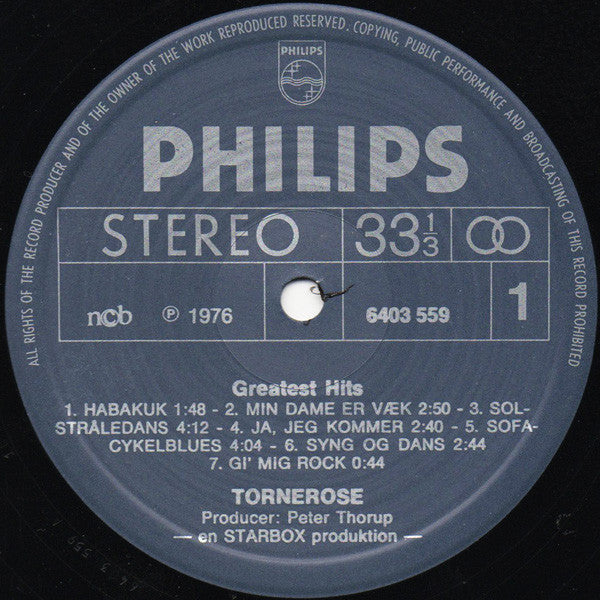 ALL RIGHTS OF THE RECORD PRODUCER AND OF THE OWNER OF THE WORK REPRODUCED RESERVED. COPYING, PUBLIC PERFORMANCE AND BROADCASTING OF THIS RECORD PROHIBITED
PHILIPS
PHILIPS
STEREO 33 1/3
ncb ℗ 1976 6403 559 1
Greatest Hits
1. HABAKUK 1:48 - 2. MIN DAME ER VÆK 2:50 - 3. SOL-
STRÅLEDANS 4:12 - 4. JA, JEG KOMMER 2:40 - 5. SOFA-
CYKELBLUES 4:04 - 6. SYNG OG DANS 2:44
7. GI' MIG ROCK 0:44
TORNEROSE
Producer: Peter Thorup
— en STARBOX produktion —